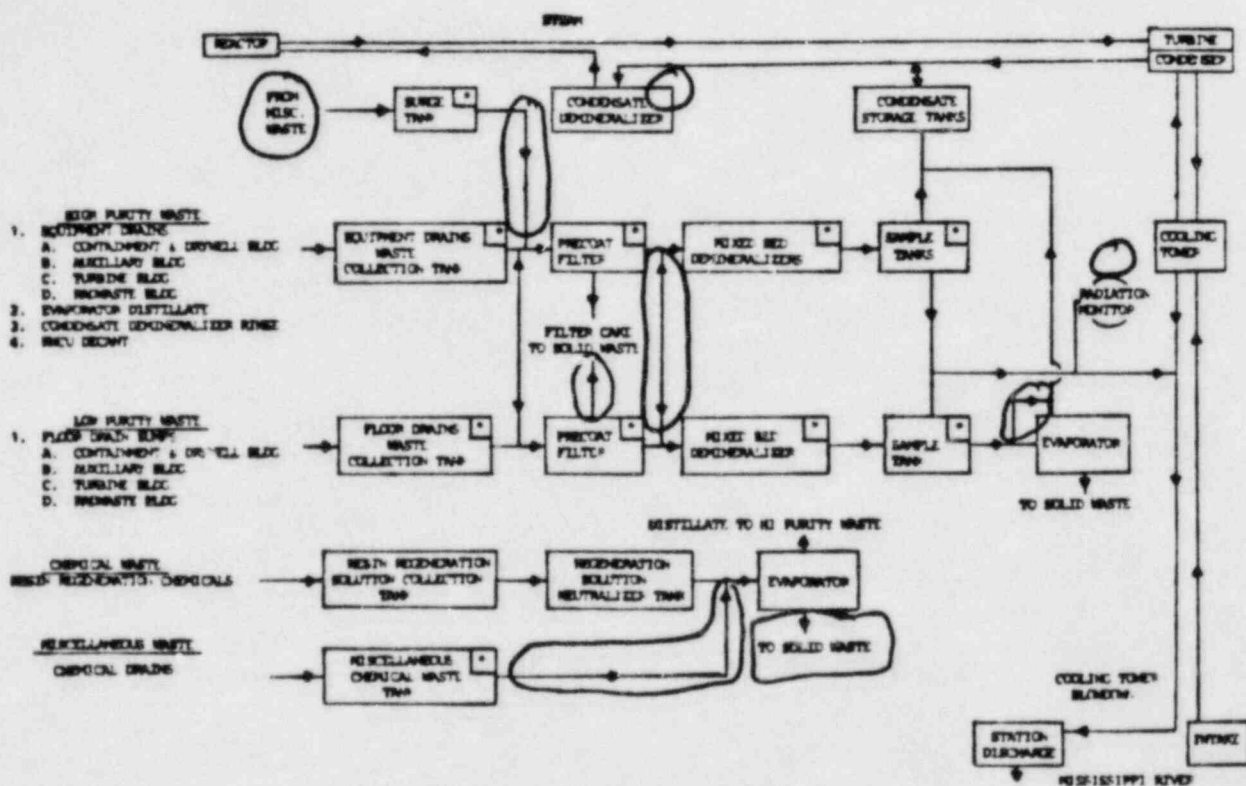 STEAM
REACTOR
TURBINE
CONDENSER
FROM
MISC.
WASTE
SURGE
TANK
*
CONDENSATE
DEMINERALIZER
CONDENSATE
STORAGE TANKS
HIGH PURITY WASTE
1. EQUIPMENT DRAINS
A. CONTAINMENT & DRYWELL BLDG
B. AUXILIARY BLDG
C. TURBINE BLDG
D. RADWASTE BLDG
2. EVAPORATOR DISTILLATE
3. CONDENSATE DEMINERALIZER RINSE
4. RWCU DECANT
EQUIPMENT DRAINS
WASTE
COLLECTION TANK
*
PRECOAT
FILTER
*
MIXED BED
DEMINERALIZERS
*
SAMPLE
TANKS
*
COOLING
TOWER
RADIATION
MONITOR
FILTER CAKE
TO SOLID WASTE
LOW PURITY WASTE
1. FLOOR DRAIN SUMPS
A. CONTAINMENT & DRYWELL BLDG
B. AUXILIARY BLDG
C. TURBINE BLDG
D. RADWASTE BLDG
FLOOR DRAINS
WASTE
COLLECTION TANK
*
PRECOAT
FILTER
*
MIXED BED
DEMINERALIZER
*
SAMPLE
TANK
*
EVAPORATOR
TO SOLID WASTE
DISTILLATE TO HI PURITY WASTE
CHEMICAL WASTE
RESIN REGENERATION CHEMICALS
RESIN REGENERATION
SOLUTION COLLECTION
TANK
REGENERATION
SOLUTION
NEUTRALIZER TANK
EVAPORATOR
TO SOLID WASTE
MISCELLANEOUS WASTE
CHEMICAL DRAINS
MISCELLANEOUS
CHEMICAL WASTE
TANK
*
COOLING TOWER
BLOWDOWN
STATION
DISCHARGE
INTAKE
MISSISSIPPI RIVER